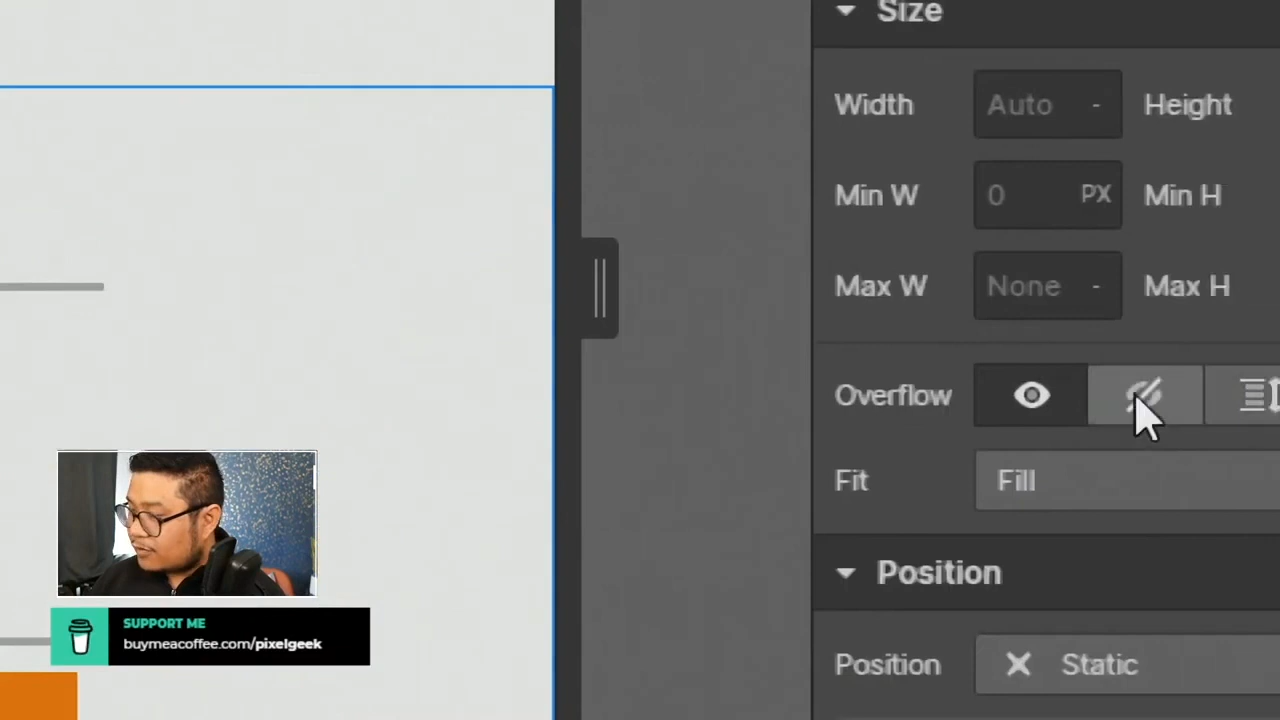 Size
Width Auto - Height
Min W 0 PX Min H
Max W None - Max H
Overflow
Fit Fill
Position
Position Static
SUPPORT ME
buymeacoffee.com/pixelgeek